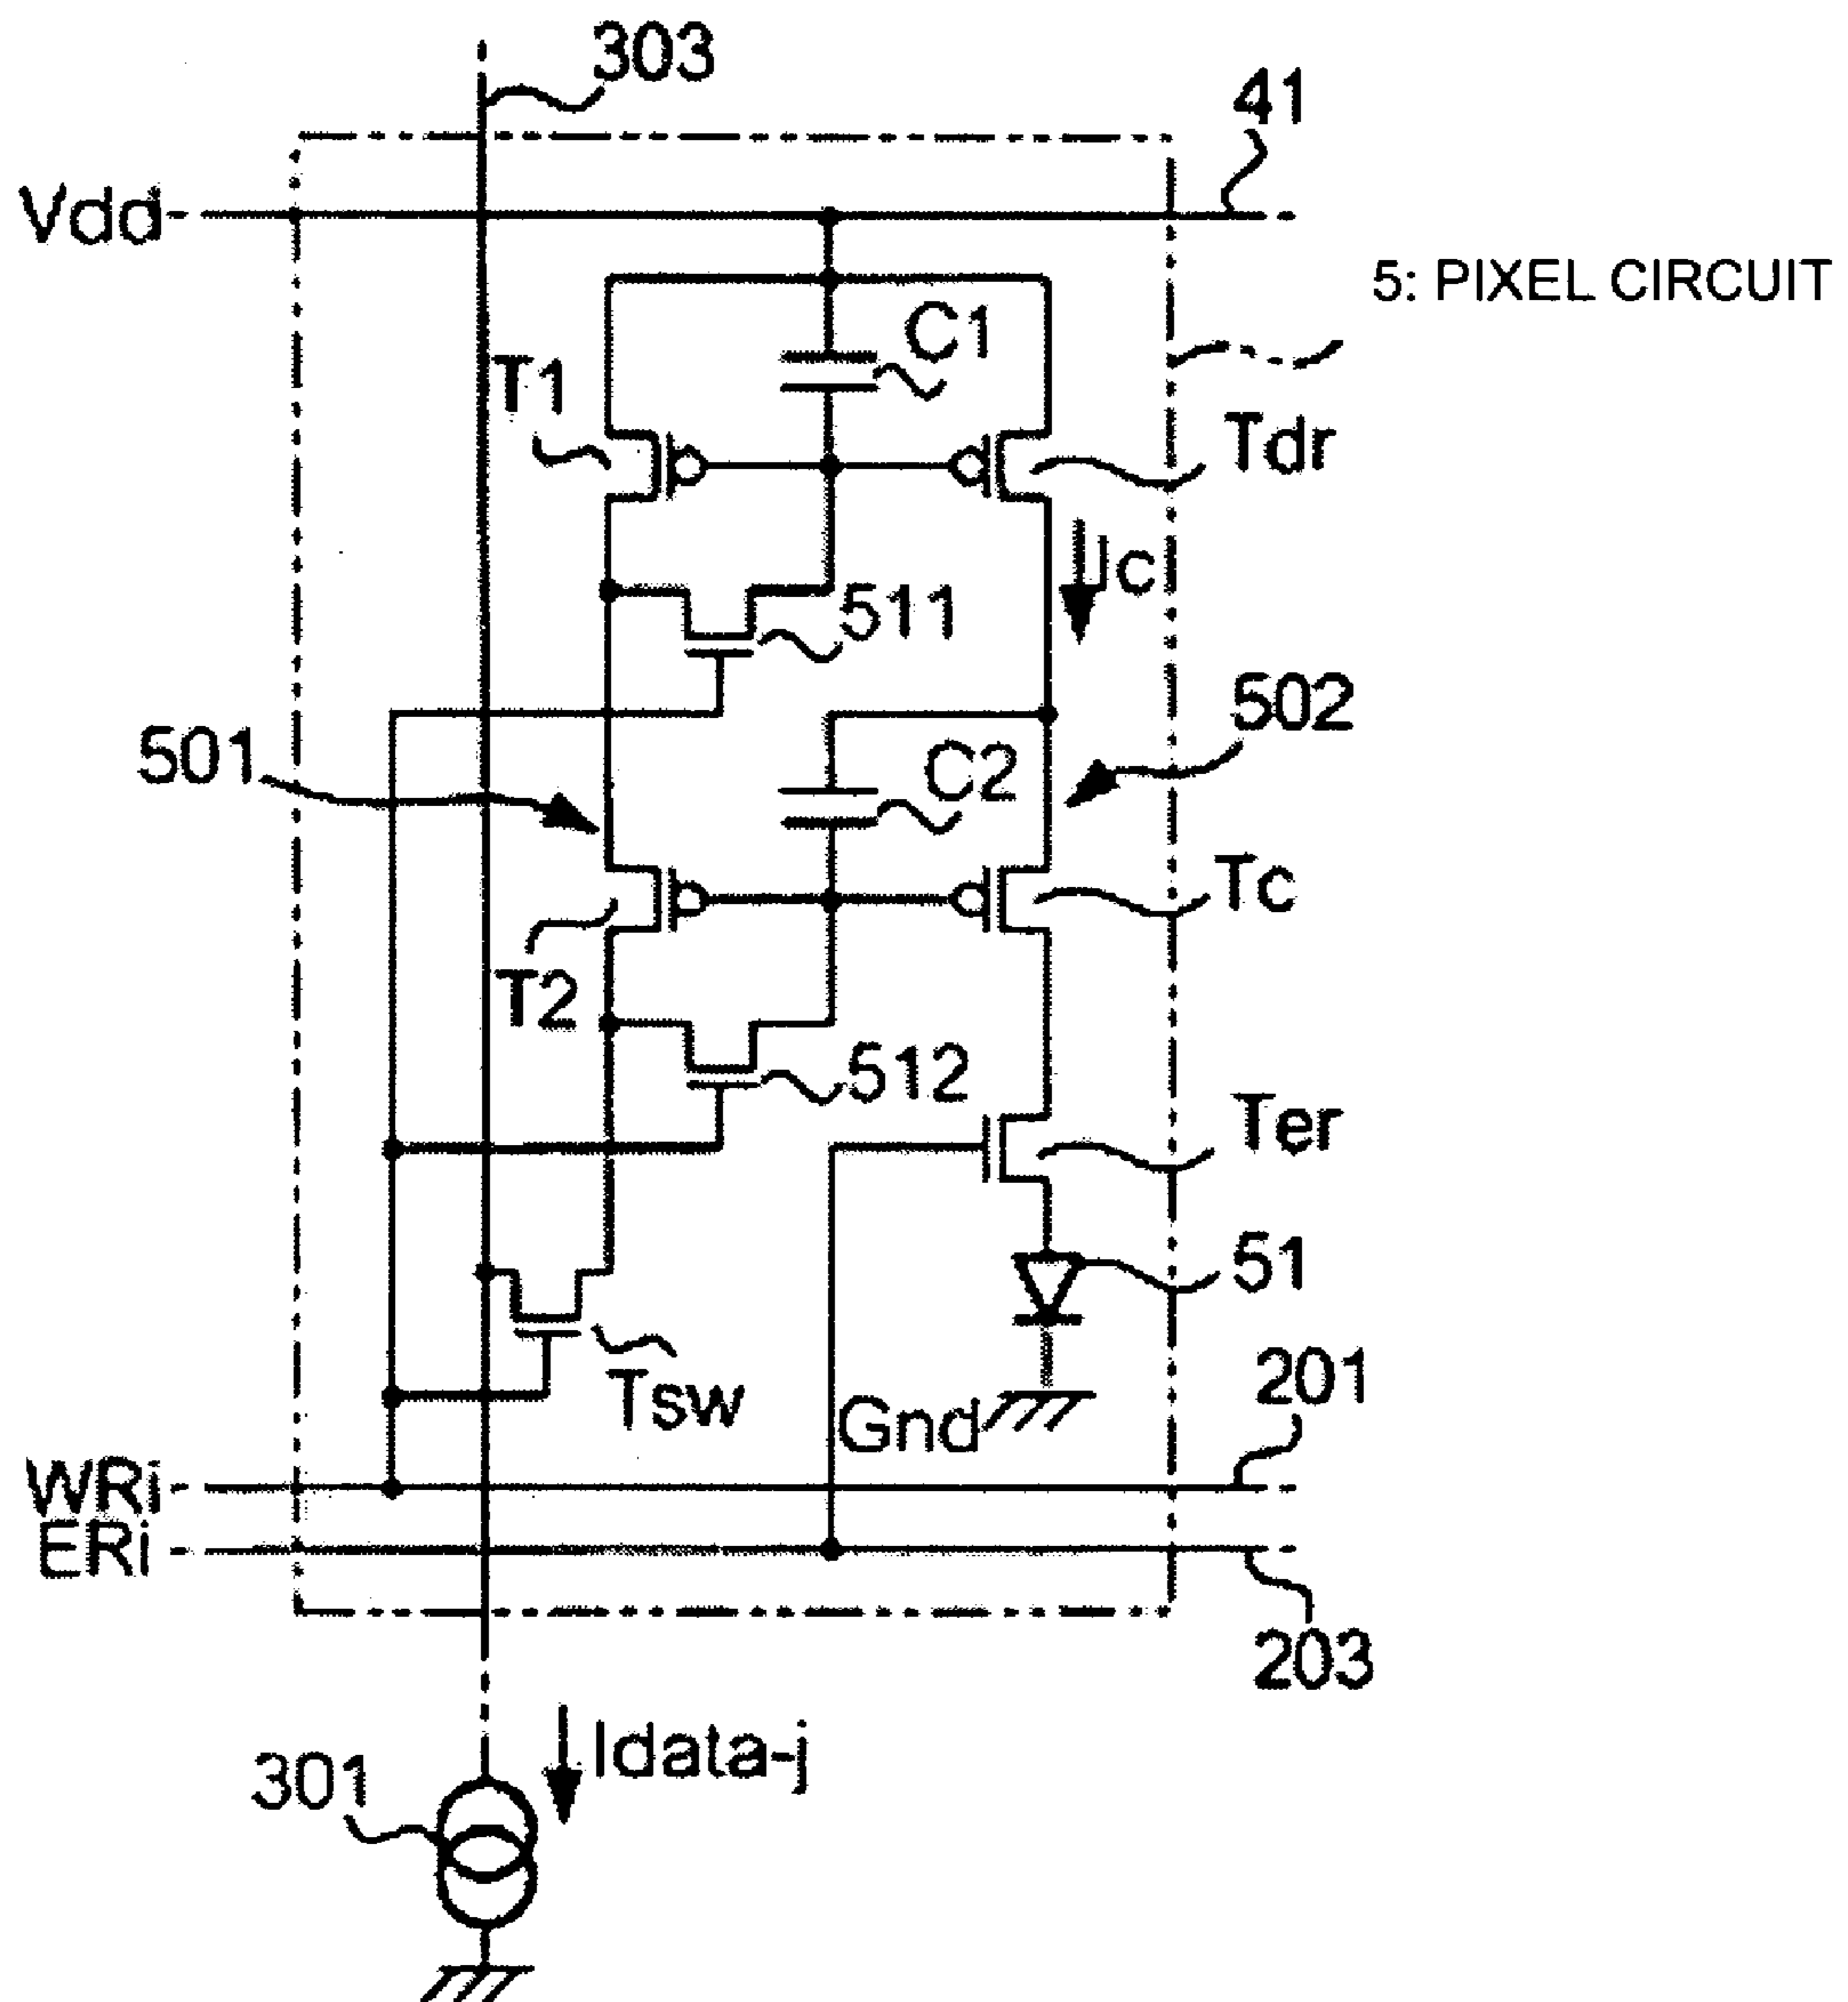 303
41
Vdd
5: PIXEL CIRCUIT
C1
T1
Tdr
Ic
511
502
501
C2
Tc
T2
512
Ter
51
201
Tsw
Gnd
WRi
ERi
203
Idata-j
301